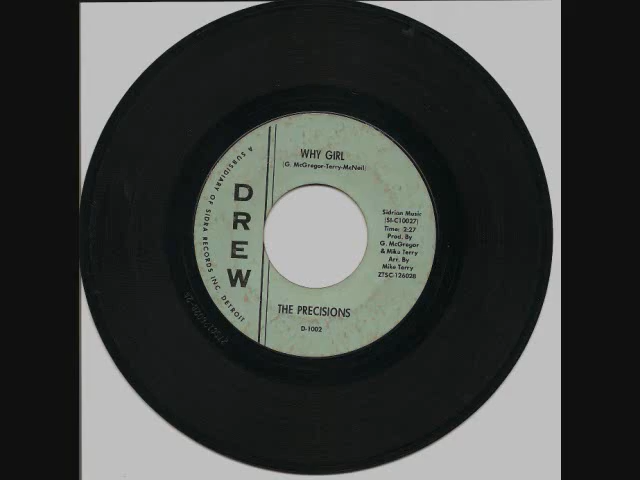 WHY GIRL
(G. McGregor-Terry-McNeil)
DREW
A SUBSIDIARY OF SIDRA RECORDS INC. DETROIT
Sidrian Music
(SI-C10027)
Time: 2:27
Prod. By
G. McGregor
& Mike Terry
Arr. By
Mike Terry
ZTSC-126028
THE PRECISIONS
D-1002